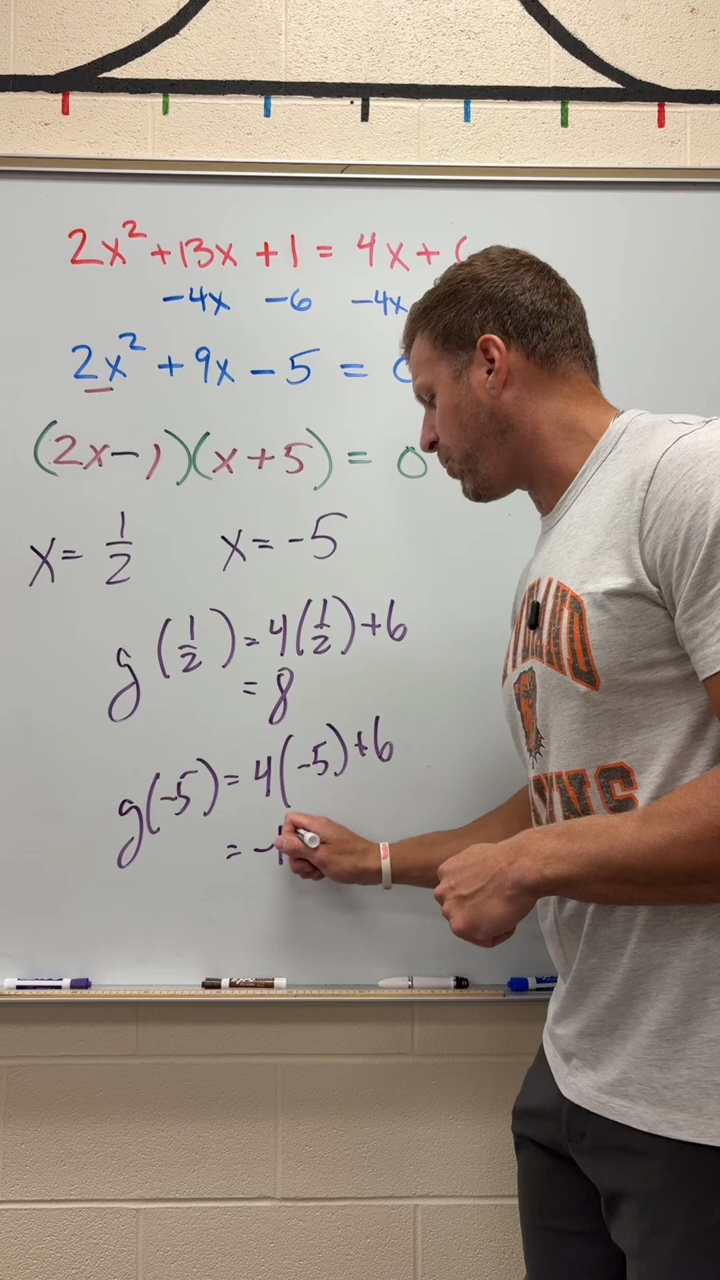 2x² + 13x + 1 = 4x +
-4x -6 -4x
2x² + 9x - 5 =
(2x - 1)(x + 5) = 0
x = 1/2 x = -5
g(1/2) = 4(1/2) + 6
= 8
g(-5) = 4(-5) + 6
= -1